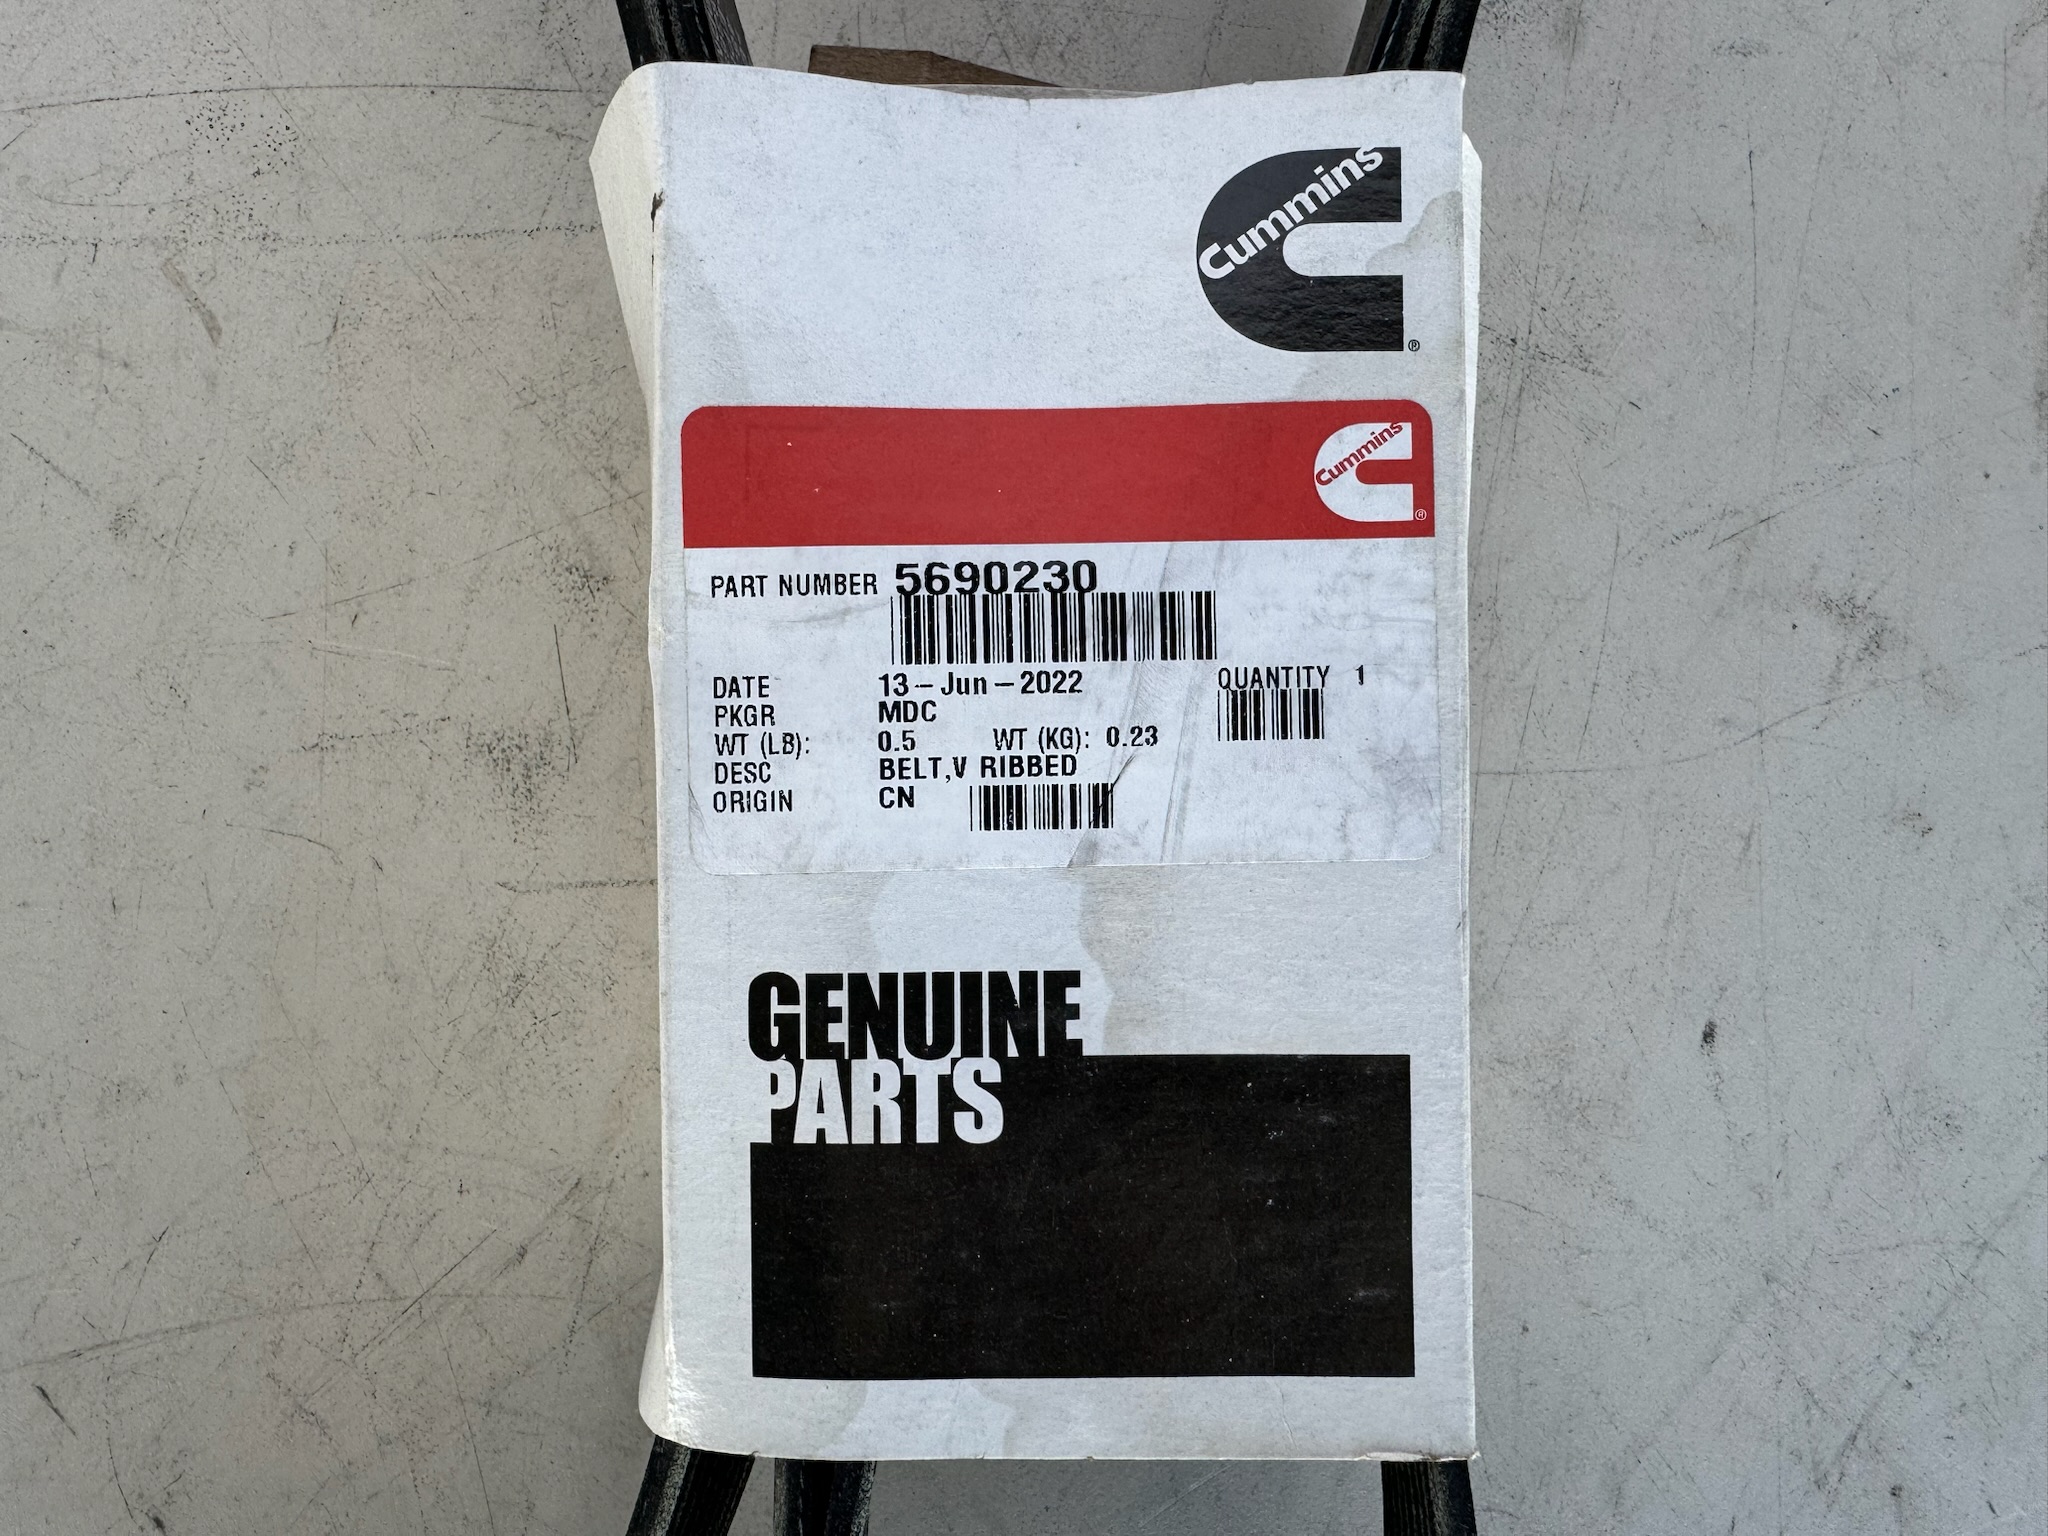 Cummins
®
Cummins
®
PART NUMBER 5690230
DATE 13-Jun-2022 QUANTITY 1
PKGR MDC
WT (LB): 0.5 WT (KG): 0.23
DESC BELT,V RIBBED
ORIGIN CN
GENUINE
PARTS